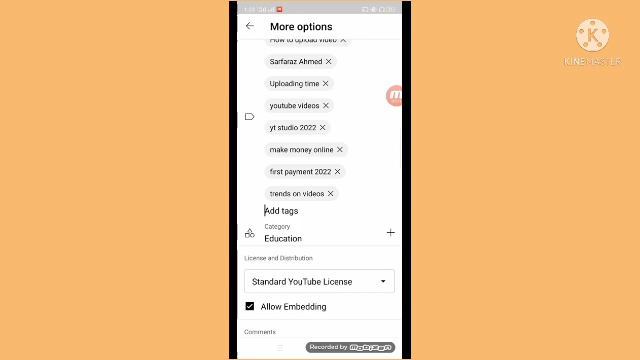 More options
How to upload video
Sarfaraz Ahmed
Uploading time
youtube videos
yt studio 2022
make money online
first payment 2022
trends on videos
Add tags
Category
Education
License and Distribution
Standard YouTube License
Allow Embedding
Comments
Recorded by mobizen
K
KINEMASTER